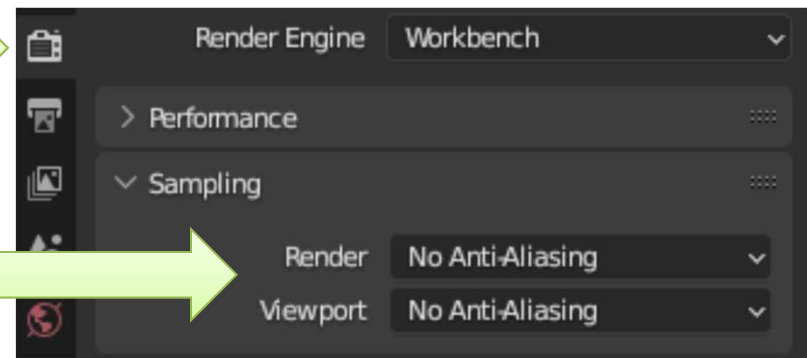 Render Engine Workbench
Performance
Sampling
Render No Anti-Aliasing
Viewport No Anti-Aliasing